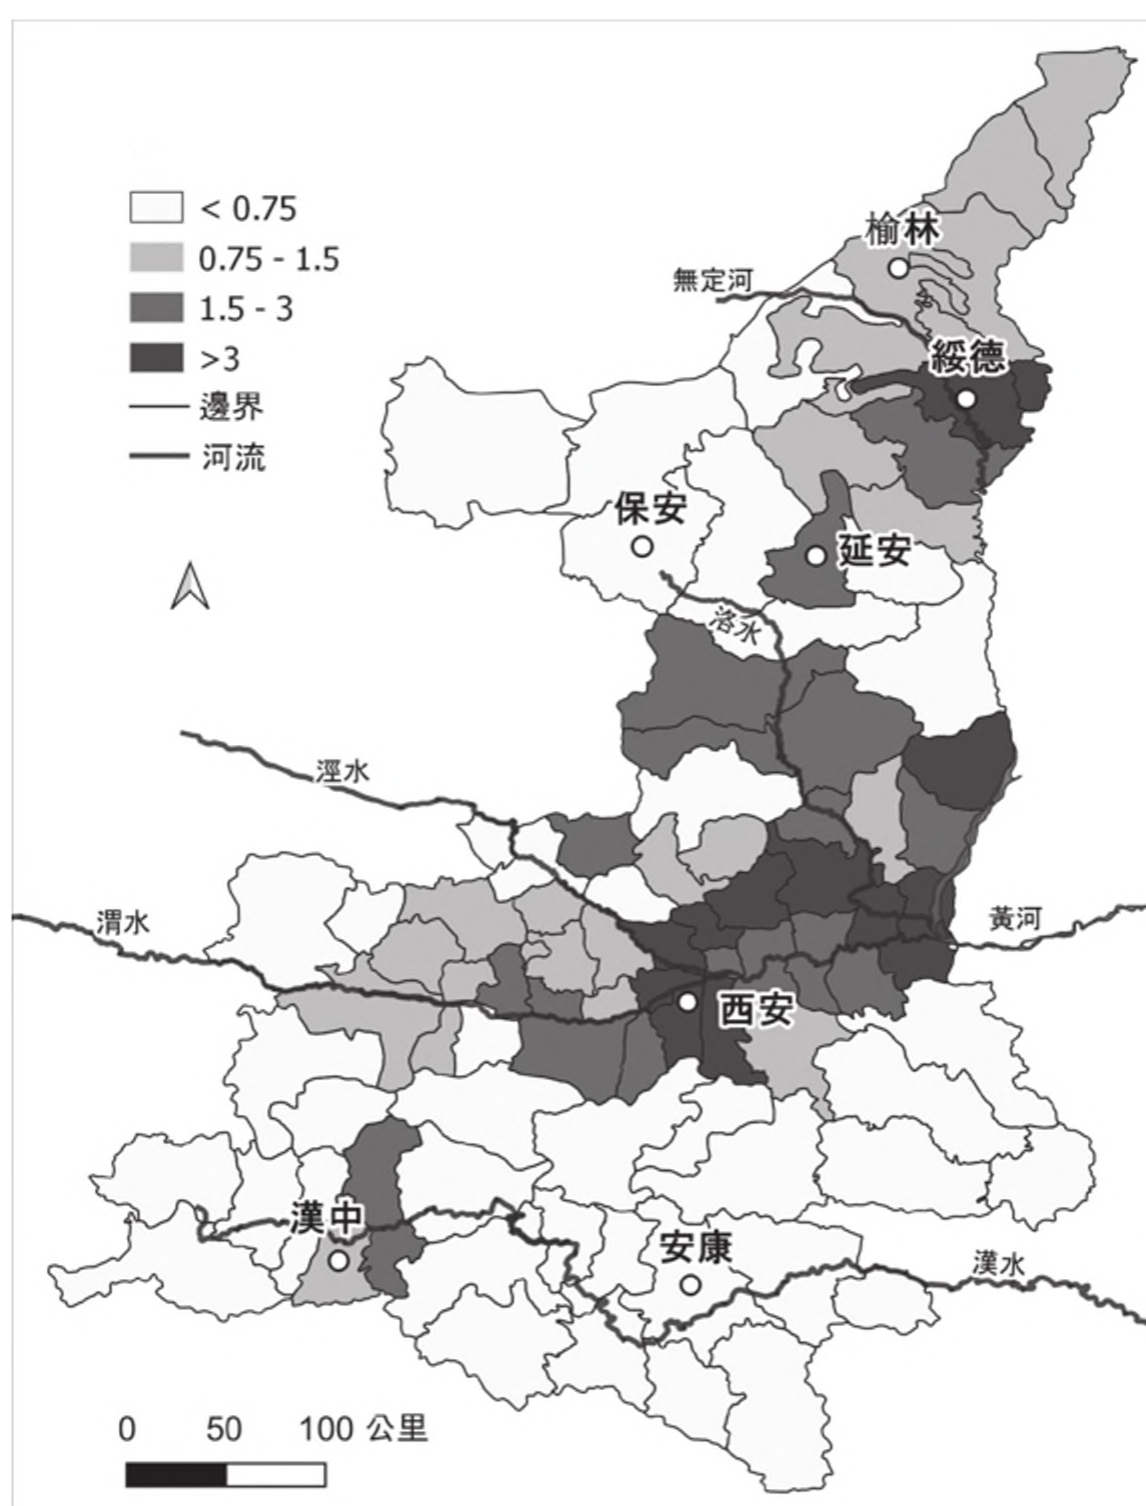 < 0.75
0.75 - 1.5
1.5 - 3
>3
邊界
河流
榆林
無定河
綏德
保安
延安
洛水
涇水
渭水
黃河
西安
漢中
安康
漢水
0 50 100 公里